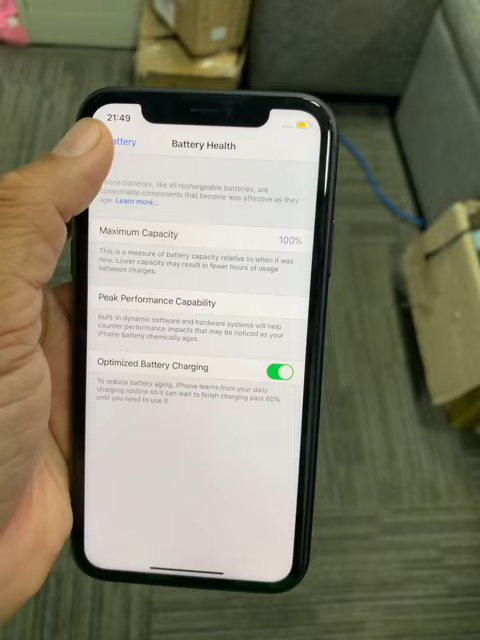 21:49
attery
Battery Health
hone batteries, like all rechargeable batteries, are
consumable components that become less effective as they
age. Learn more...
Maximum Capacity
100%
This is a measure of battery capacity relative to when it was
new. Lower capacity may result in fewer hours of usage
between charges.
Peak Performance Capability
Built-in dynamic software and hardware systems will help
counter performance impacts that may be noticed as your
iPhone battery chemically ages.
Optimized Battery Charging
To reduce battery aging, iPhone learns from your daily
charging routine so it can wait to finish charging past 80%
until you need to use it.